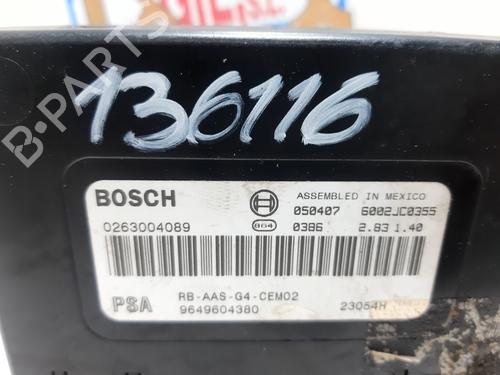 136116
B-PARTS
BOSCH
ASSEMBLED IN MEXICO
050407 6002JC0355
0263004089
864
0386 2.83 1.40
PSA
RB-AAS-G4-CEM02
9649604380
23054H